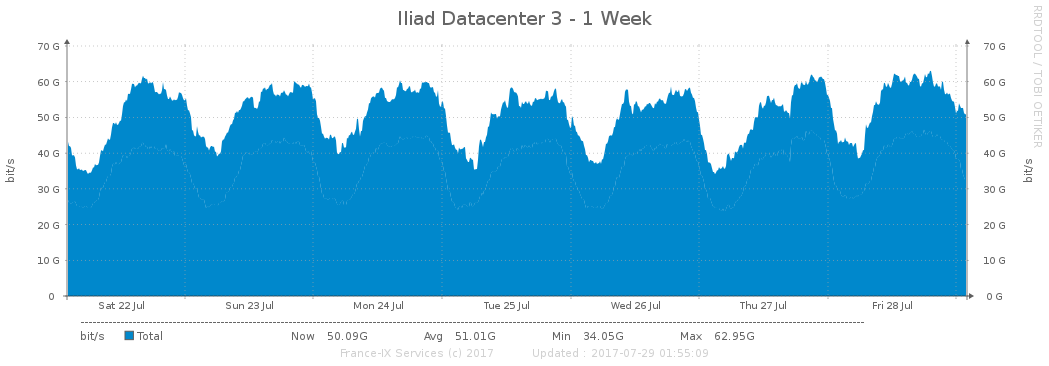 Iliad Datacenter 3 - 1 Week
RRDTOOL / TOBI OETIKER
bit/s
70 G
60 G
50 G
40 G
30 G
20 G
10 G
0
70 G
60 G
50 G
40 G
30 G
20 G
10 G
0 G
bit/s
Sat 22 Jul Sun 23 Jul Mon 24 Jul Tue 25 Jul Wed 26 Jul Thu 27 Jul Fri 28 Jul
bit/s Total Now 50.09G Avg 51.01G Min 34.05G Max 62.95G
France-IX Services (c) 2017 Updated : 2017-07-29 01:55:09